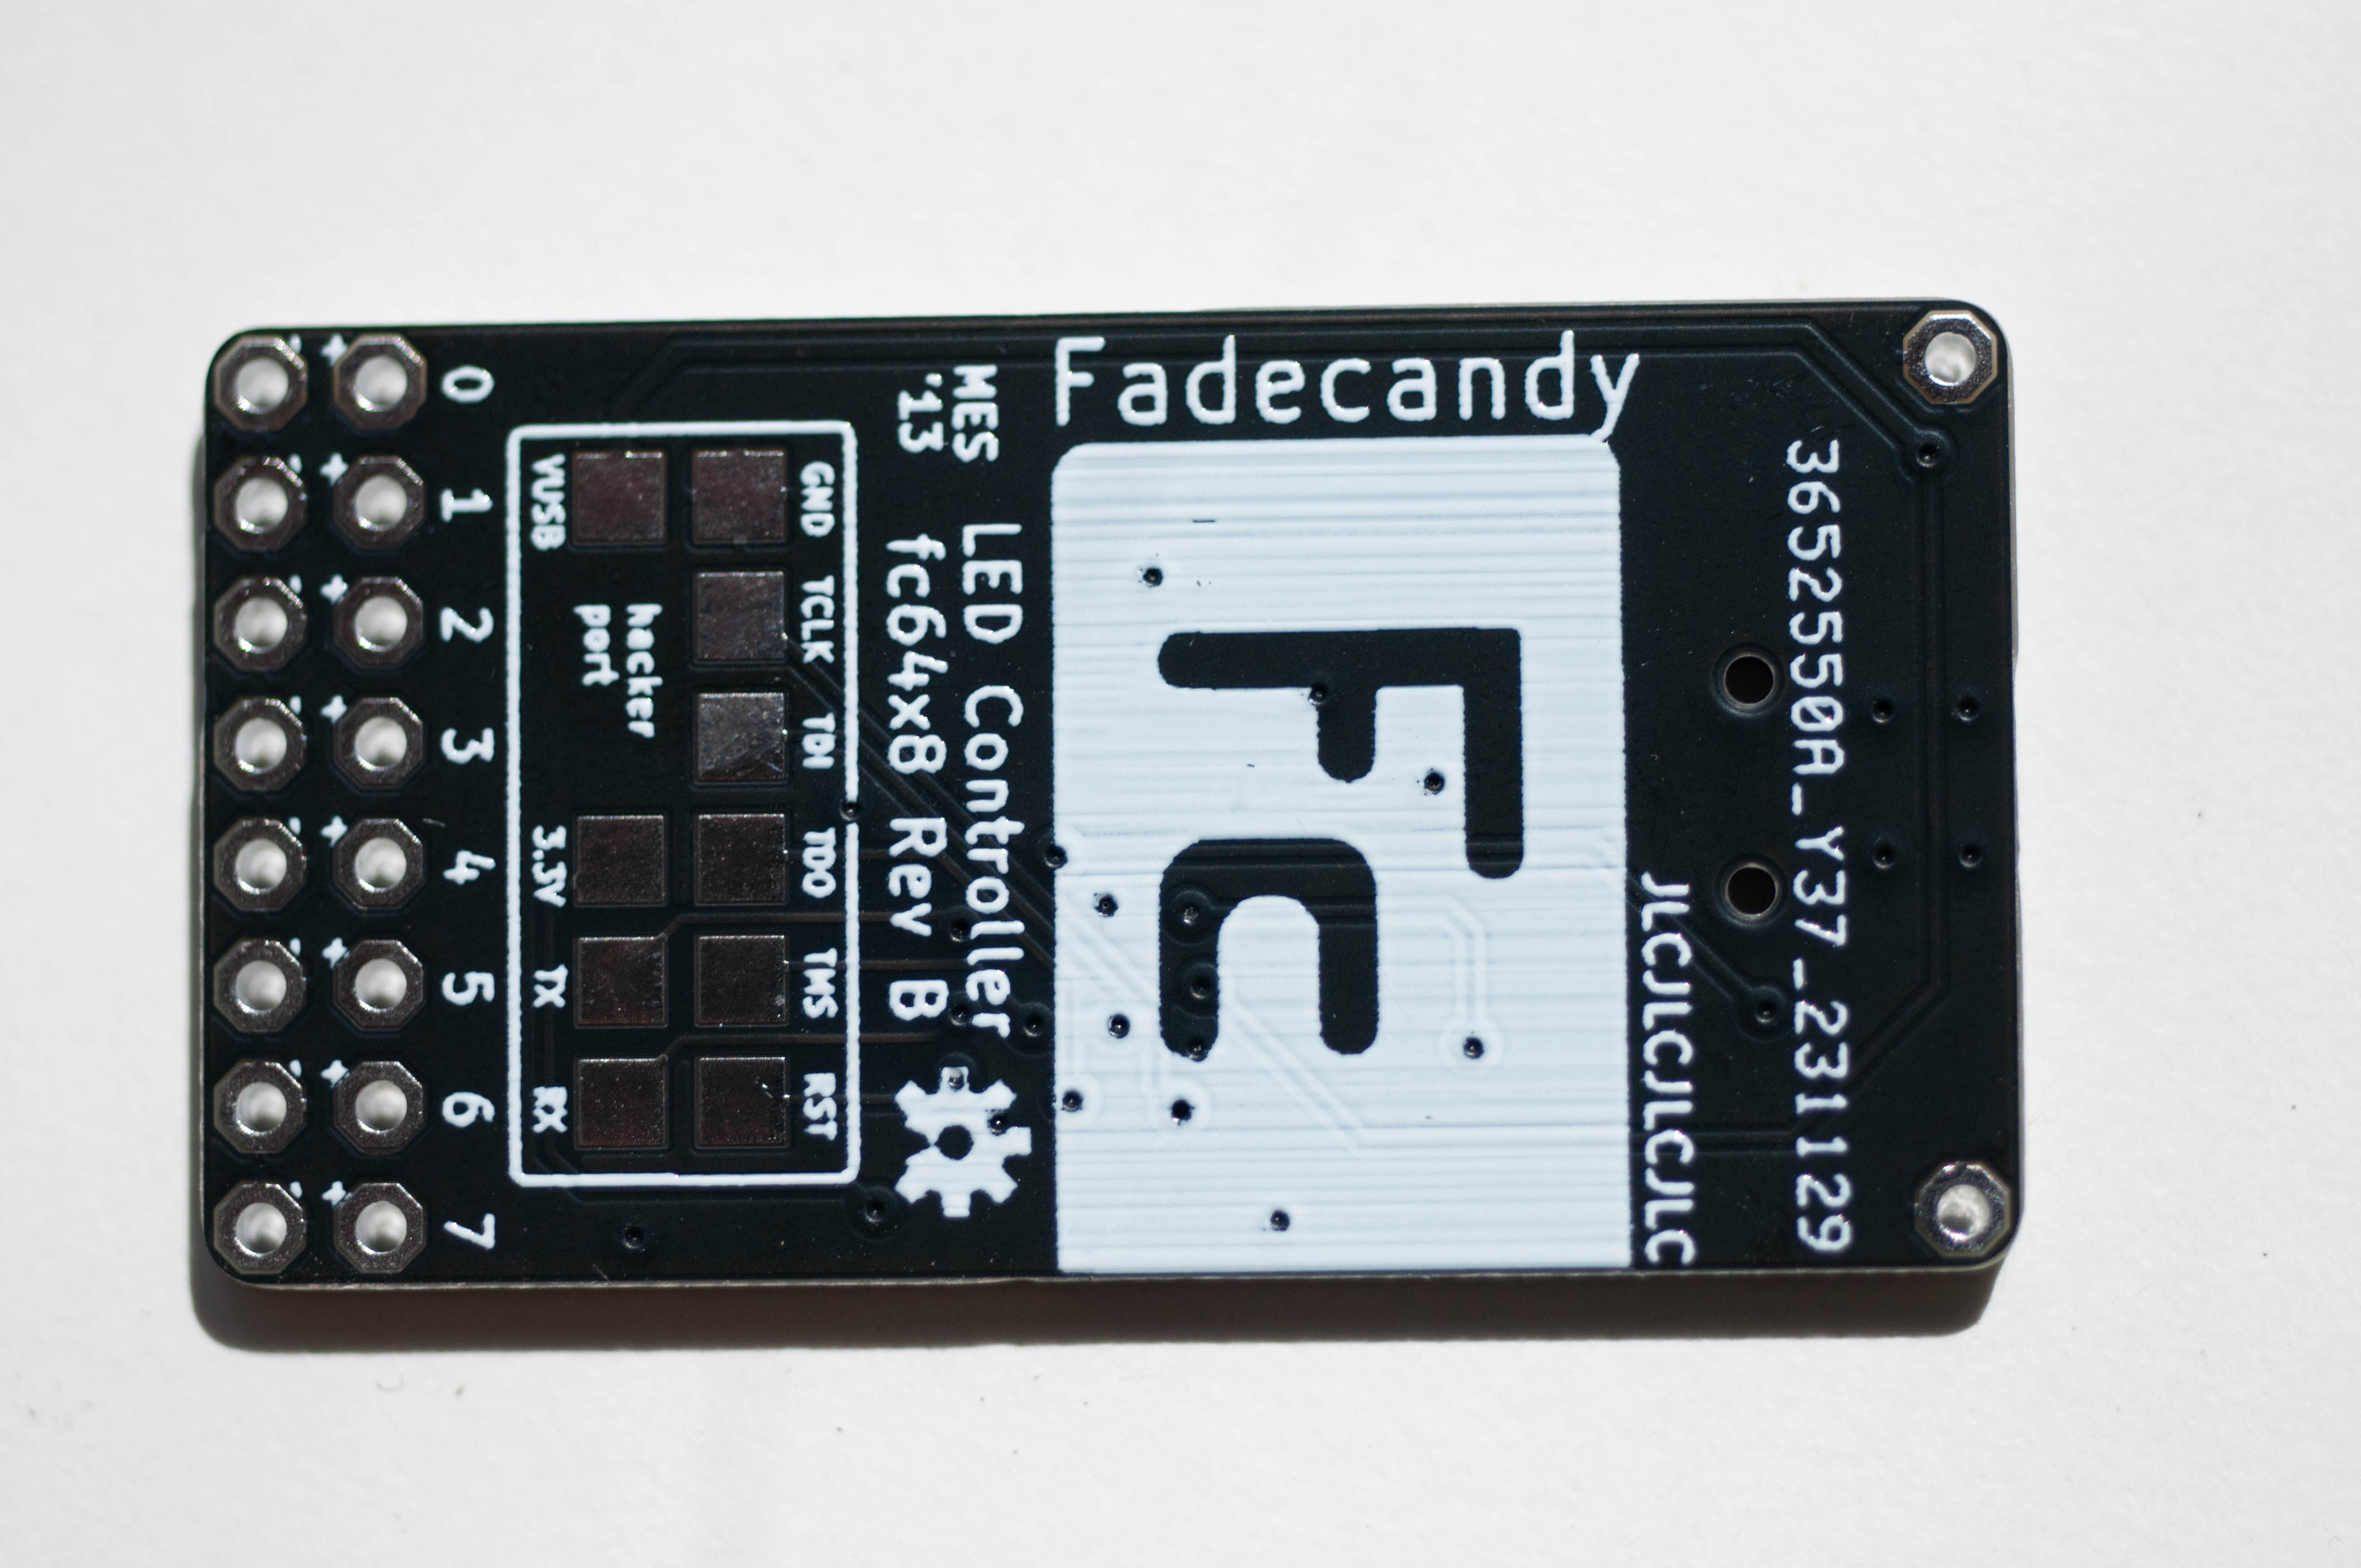 Fadecandy
3652550A_Y37_231129
JLCJLCJLCJLC
FC
MES
'13
LED Controller
fc64x8 Rev B
GND TCLK TDI TDO TMS RST
hacker
port
VUSB 3.3V TX RX
0 1 2 3 4 5 6 7
+ + + + + + + +
- - - - - - - -